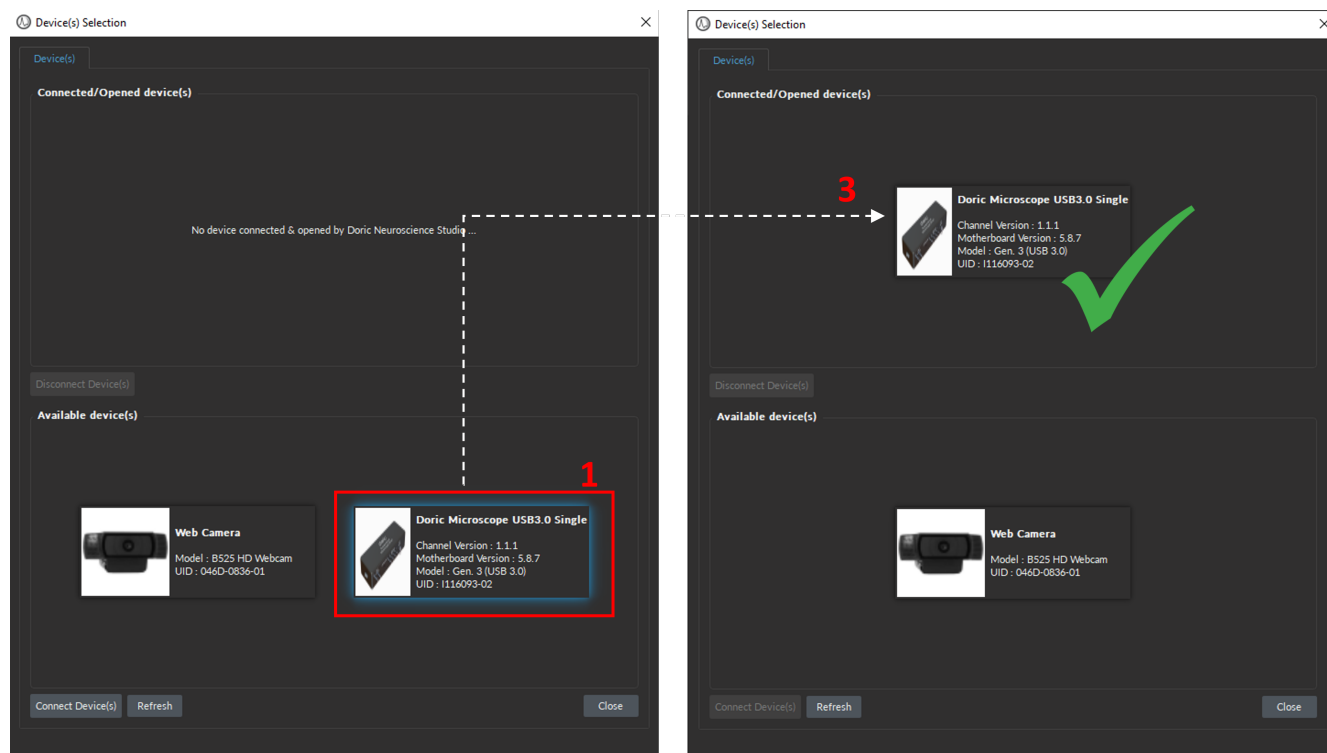 Device(s) Selection
Device(s)
Connected/Opened device(s)
No device connected & opened by Doric Neuroscience Studio ...
Disconnect Device(s)
Available device(s)
1
Web Camera
Model : B525 HD Webcam
UID : 046D-0836-01
Doric Microscope USB3.0 Single
Channel Version : 1.1.1
Motherboard Version : 5.8.7
Model : Gen. 3 (USB 3.0)
UID : I116093-02
Connect Device(s)
Refresh
Close
Device(s) Selection
Device(s)
Connected/Opened device(s)
3
Doric Microscope USB3.0 Single
Channel Version : 1.1.1
Motherboard Version : 5.8.7
Model : Gen. 3 (USB 3.0)
UID : I116093-02
Disconnect Device(s)
Available device(s)
Web Camera
Model : B525 HD Webcam
UID : 046D-0836-01
Connect Device(s)
Refresh
Close